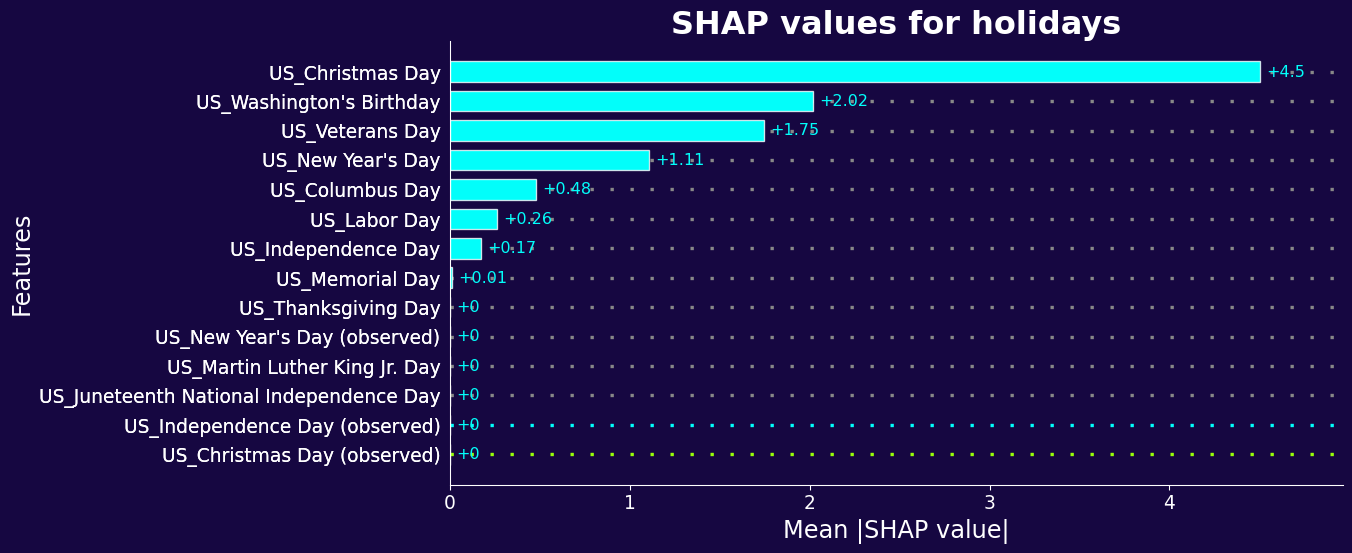 SHAP values for holidays
Features
US_Christmas Day +4.5
US_Washington's Birthday +2.02
US_Veterans Day +1.75
US_New Year's Day +1.11
US_Columbus Day +0.48
US_Labor Day +0.26
US_Independence Day +0.17
US_Memorial Day +0.01
US_Thanksgiving Day +0
US_New Year's Day (observed) +0
US_Martin Luther King Jr. Day +0
US_Juneteenth National Independence Day +0
US_Independence Day (observed) +0
US_Christmas Day (observed) +0
0 1 2 3 4
Mean |SHAP value|